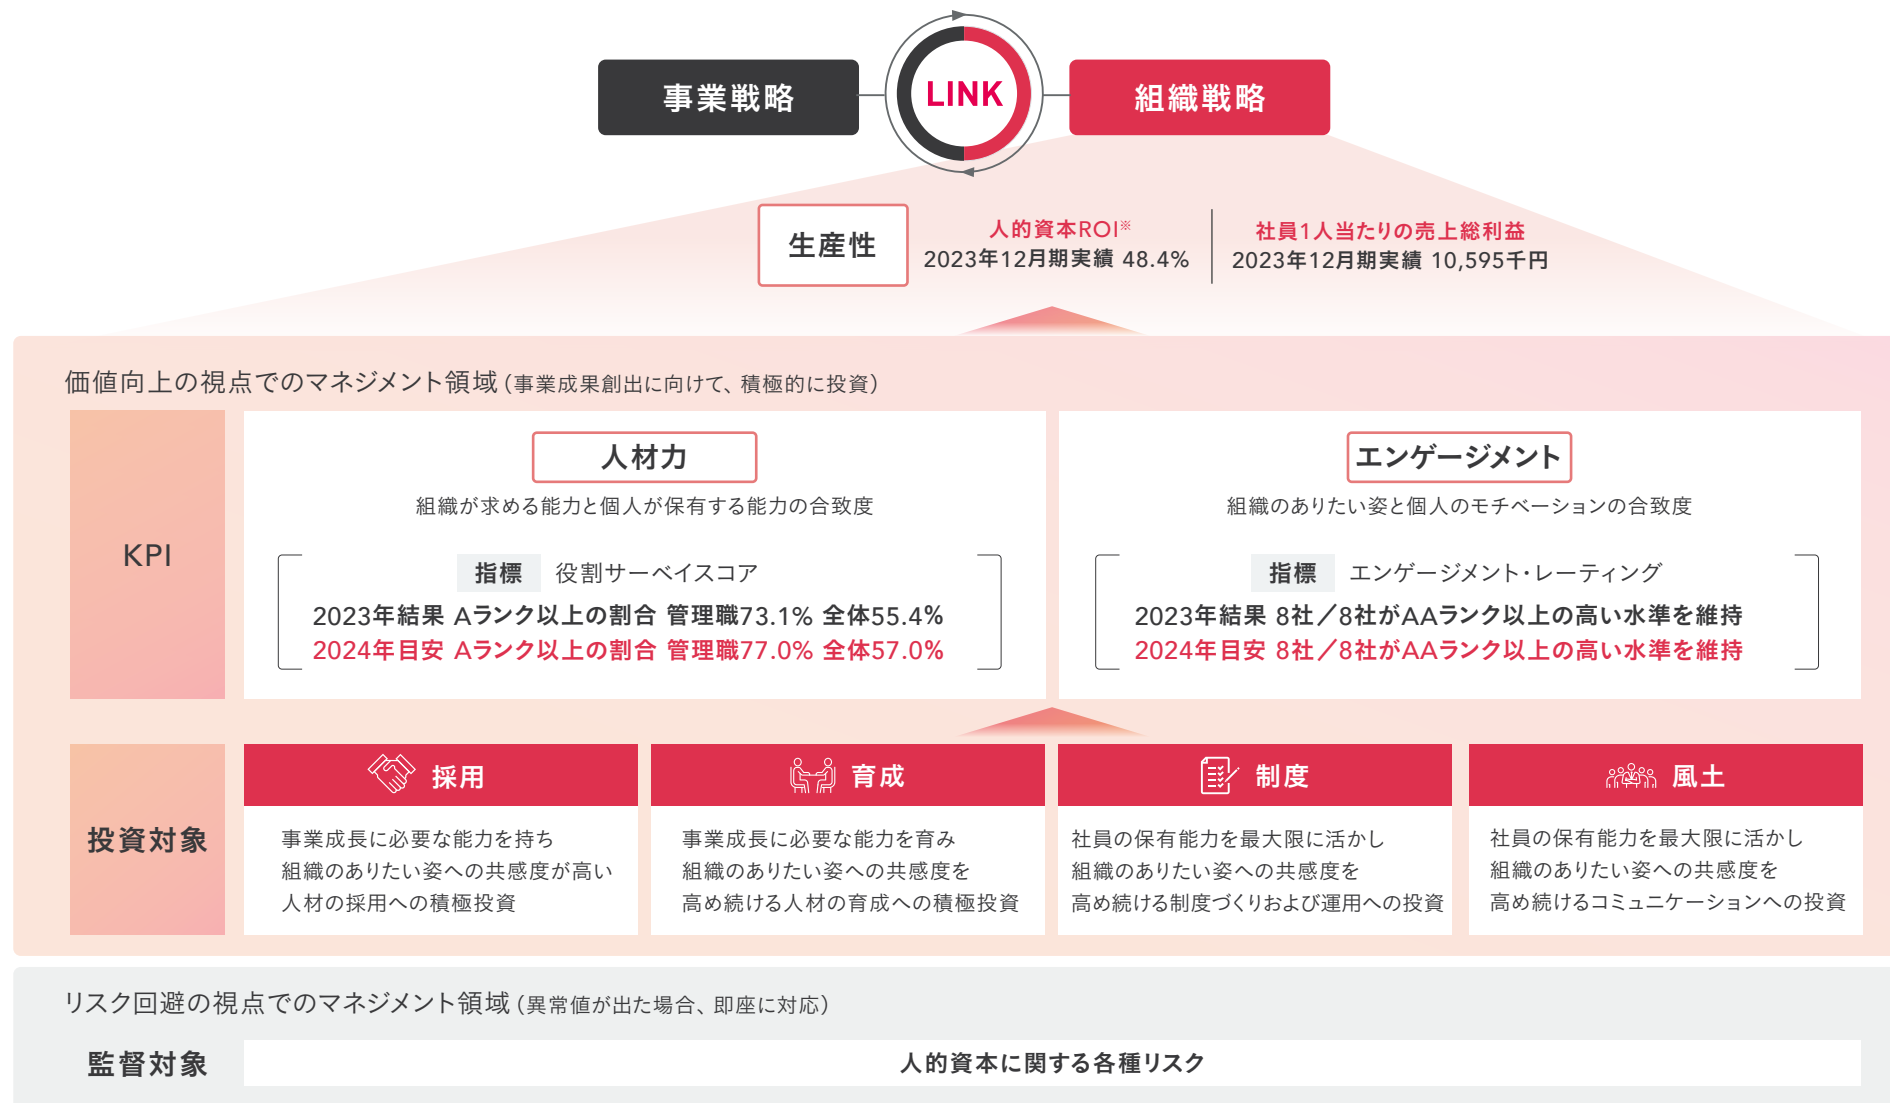 事業戦略
LINK
組織戦略
生産性
人的資本ROI※
2023年12月期実績 48.4%
社員1人当たりの売上総利益
2023年12月期実績 10,595千円
価値向上の視点でのマネジメント領域（事業成果創出に向けて、積極的に投資）
KPI
人材力
組織が求める能力と個人が保有する能力の合致度
指標 役割サーベイスコア
2023年結果 Aランク以上の割合 管理職73.1% 全体55.4%
2024年目安 Aランク以上の割合 管理職77.0% 全体57.0%
エンゲージメント
組織のありたい姿と個人のモチベーションの合致度
指標 エンゲージメント・レーティング
2023年結果 8社／8社がAAランク以上の高い水準を維持
2024年目安 8社／8社がAAランク以上の高い水準を維持
投資対象
採用
事業成長に必要な能力を持ち
組織のありたい姿への共感度が高い
人材の採用への積極投資
育成
事業成長に必要な能力を育み
組織のありたい姿への共感度を
高め続ける人材の育成への積極投資
制度
社員の保有能力を最大限に活かし
組織のありたい姿への共感度を
高め続ける制度づくりおよび運用への投資
風土
社員の保有能力を最大限に活かし
組織のありたい姿への共感度を
高め続けるコミュニケーションへの投資
リスク回避の視点でのマネジメント領域（異常値が出た場合、即座に対応）
監督対象
人的資本に関する各種リスク